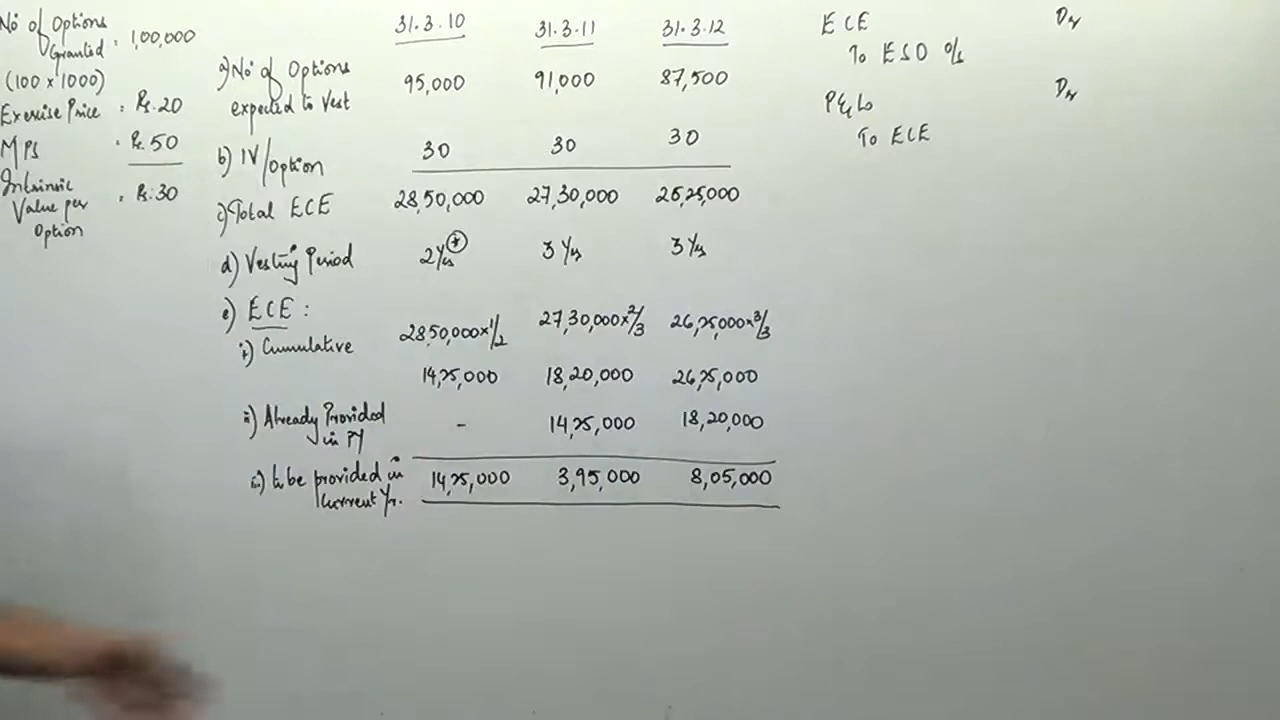 No of Options
Granted : 1,00,000
(100 x 1000)
Exercise Price : Rs. 20
MPS : Rs. 50
Intrinsic
Value per : Rs. 30
Option
31.3.10 31.3.11 31.3.12
a) No of Options
expected to Vest 95,000 91,000 87,500
b) IV/Option 30 30 30
c) Total ECE 28,50,000 27,30,000 26,25,000
d) Vesting Period 2 Yrs * 3 Yrs 3 Yrs
e) ECE :
i) Cumulative 28,50,000x1/2 27,30,000x2/3 26,25,000x3/3
14,25,000 18,20,000 26,25,000
ii) Already Provided
in PY - 14,25,000 18,20,000
iii) to be provided in
Current Yr. 14,25,000 3,95,000 8,05,000
ECE Dr
To ESO o/s
P&L Dr
To ECE